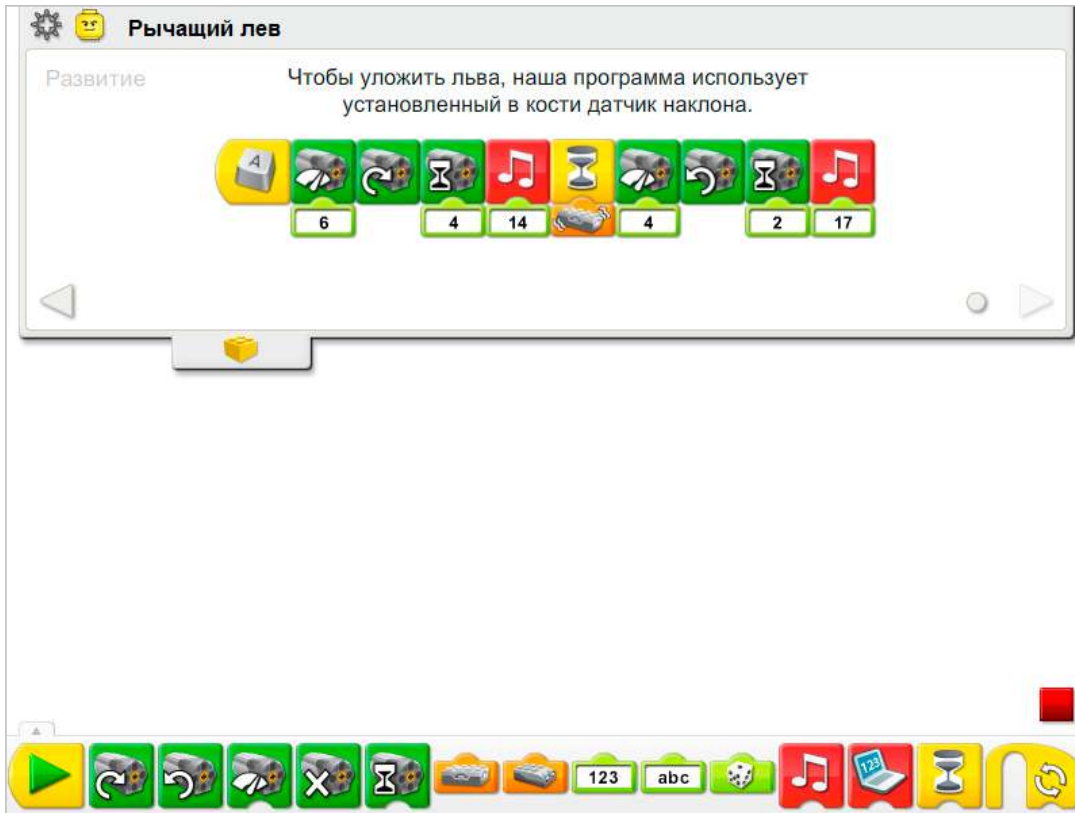 Рычащий лев
Развитие
Чтобы уложить льва, наша программа использует
установленный в кости датчик наклона.
A
6 4 14 4 2 17
123 abc 123